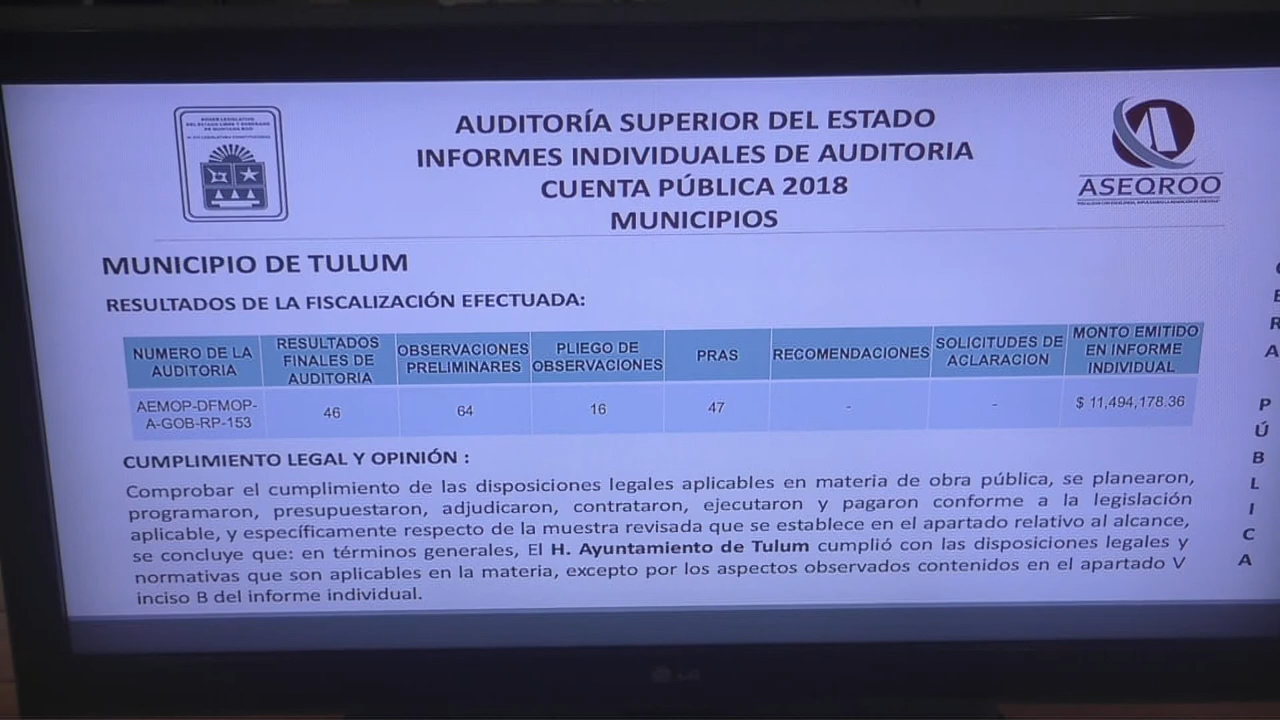 AUDITORÍA SUPERIOR DEL ESTADO
INFORMES INDIVIDUALES DE AUDITORIA
CUENTA PÚBLICA 2018
MUNICIPIOS
ASEQROO
MUNICIPIO DE TULUM
RESULTADOS DE LA FISCALIZACIÓN EFECTUADA:
NUMERO DE LA AUDITORIA
RESULTADOS FINALES DE AUDITORIA
OBSERVACIONES PRELIMINARES
PLIEGO DE OBSERVACIONES
PRAS
RECOMENDACIONES
SOLICITUDES DE ACLARACION
MONTO EMITIDO EN INFORME INDIVIDUAL
AEMOP-DFMOP-A-GOB-RP-153
46
64
16
47
-
-
$ 11,494,178.36
CUMPLIMIENTO LEGAL Y OPINIÓN :
Comprobar el cumplimiento de las disposiciones legales aplicables en materia de obra pública, se planearon,
programaron, presupuestaron, adjudicaron, contrataron, ejecutaron y pagaron conforme a la legislación
aplicable, y específicamente respecto de la muestra revisada que se establece en el apartado relativo al alcance,
se concluye que: en términos generales, El H. Ayuntamiento de Tulum cumplió con las disposiciones legales y
normativas que son aplicables en la materia, excepto por los aspectos observados contenidos en el apartado V
inciso B del informe individual.
E
R
A
P
Ú
B
L
I
C
A
LG